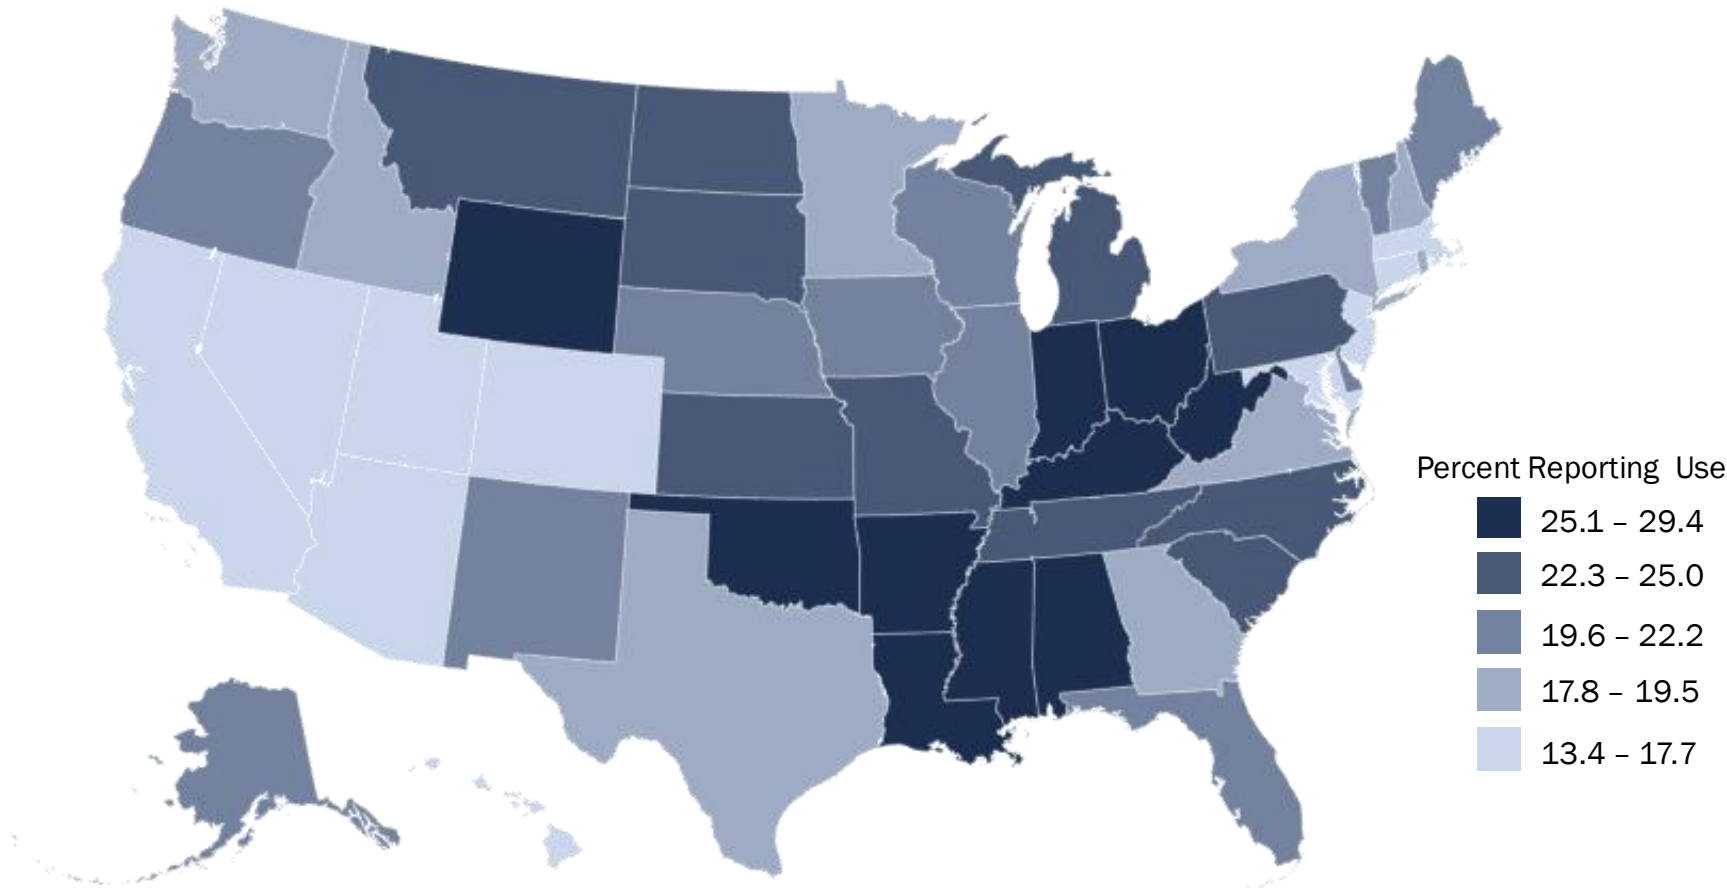 Percent Reporting Use
25.1 – 29.4
22.3 – 25.0
19.6 – 22.2
17.8 – 19.5
13.4 – 17.7